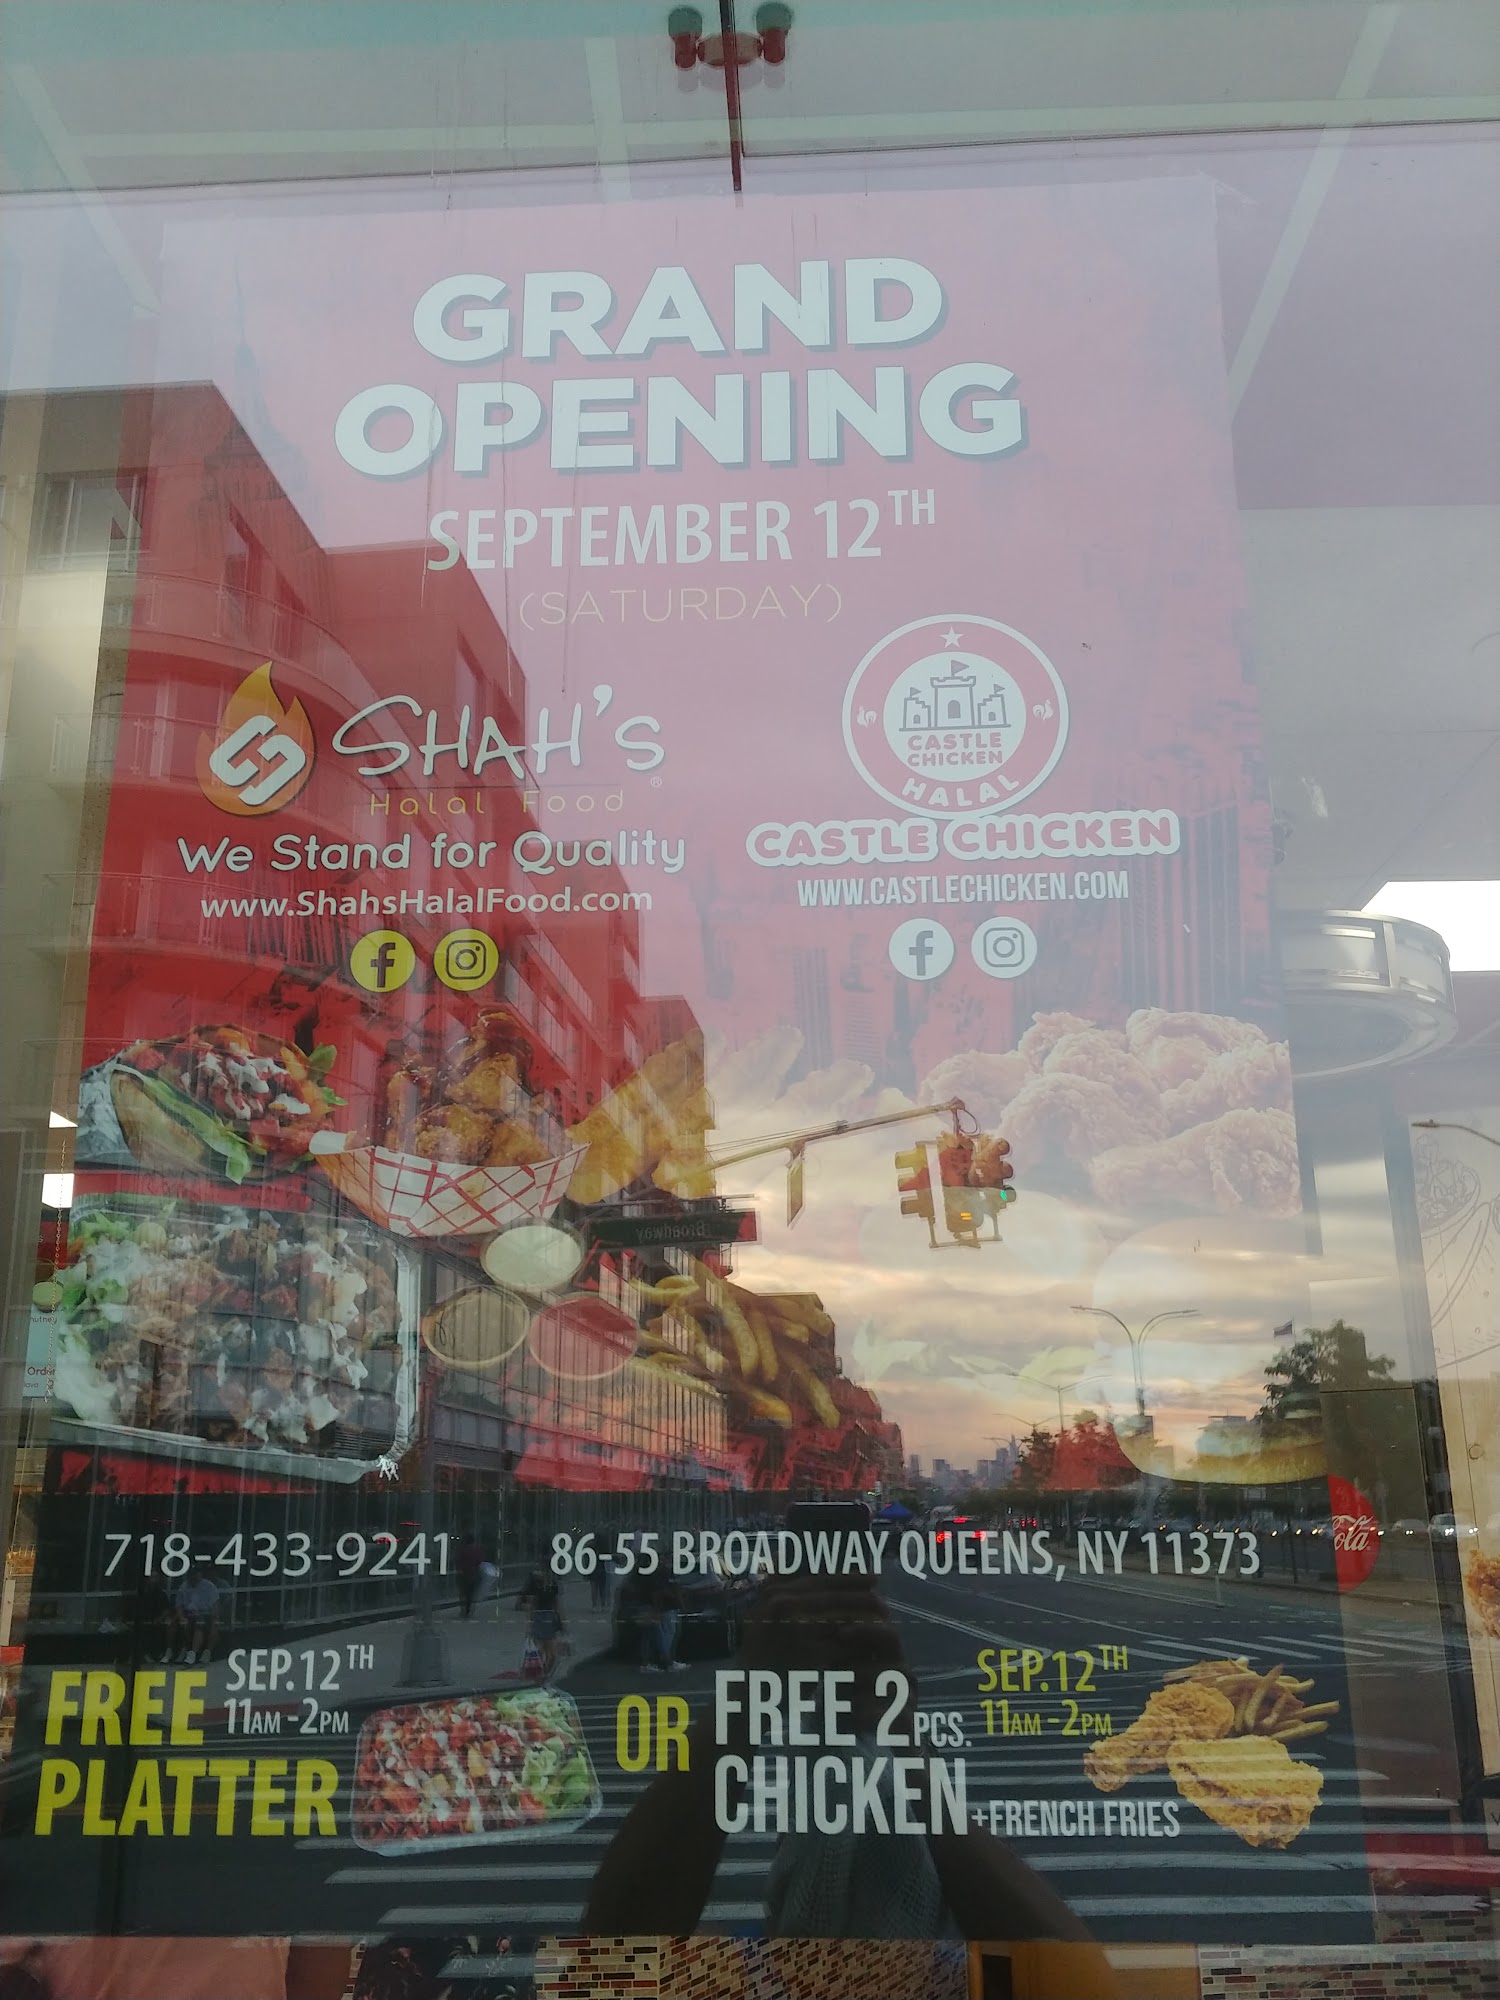 GRAND
OPENING
SEPTEMBER 12TH
(SATURDAY)
SHAH'S®
Halal Food
We Stand for Quality
www.ShahsHalalFood.com
CASTLE
CHICKEN
HALAL
CASTLE CHICKEN
WWW.CASTLECHICKEN.COM
Broadway
718-433-9241
86-55 BROADWAY QUEENS, NY 11373
FREE
PLATTER
SEP.12TH
11AM-2PM
OR
FREE 2PCS.
CHICKEN+FRENCH FRIES
SEP.12TH
11AM-2PM